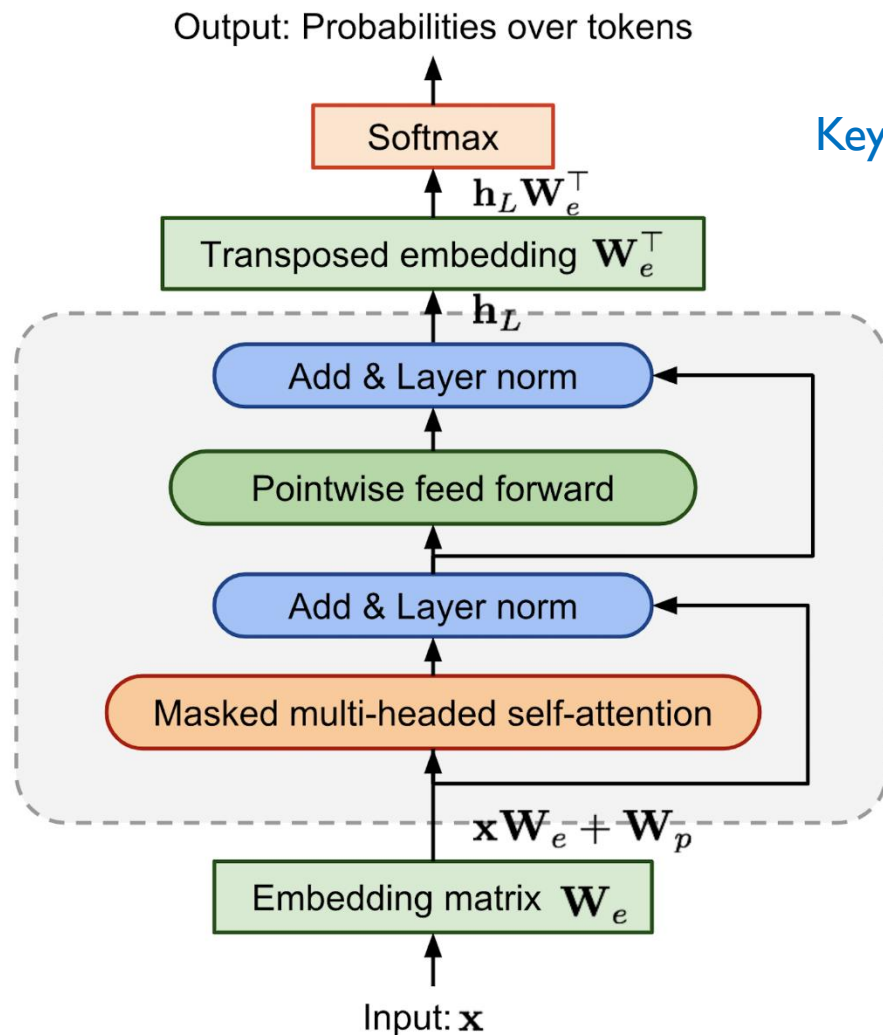 Output: Probabilities over tokens
Softmax
Key
𝐡_L 𝐖_e^⊤
Transposed embedding 𝐖_e^⊤
𝐡_L
Add & Layer norm
Pointwise feed forward
Add & Layer norm
Masked multi-headed self-attention
𝐱𝐖_e + 𝐖_p
Embedding matrix 𝐖_e
Input: 𝐱